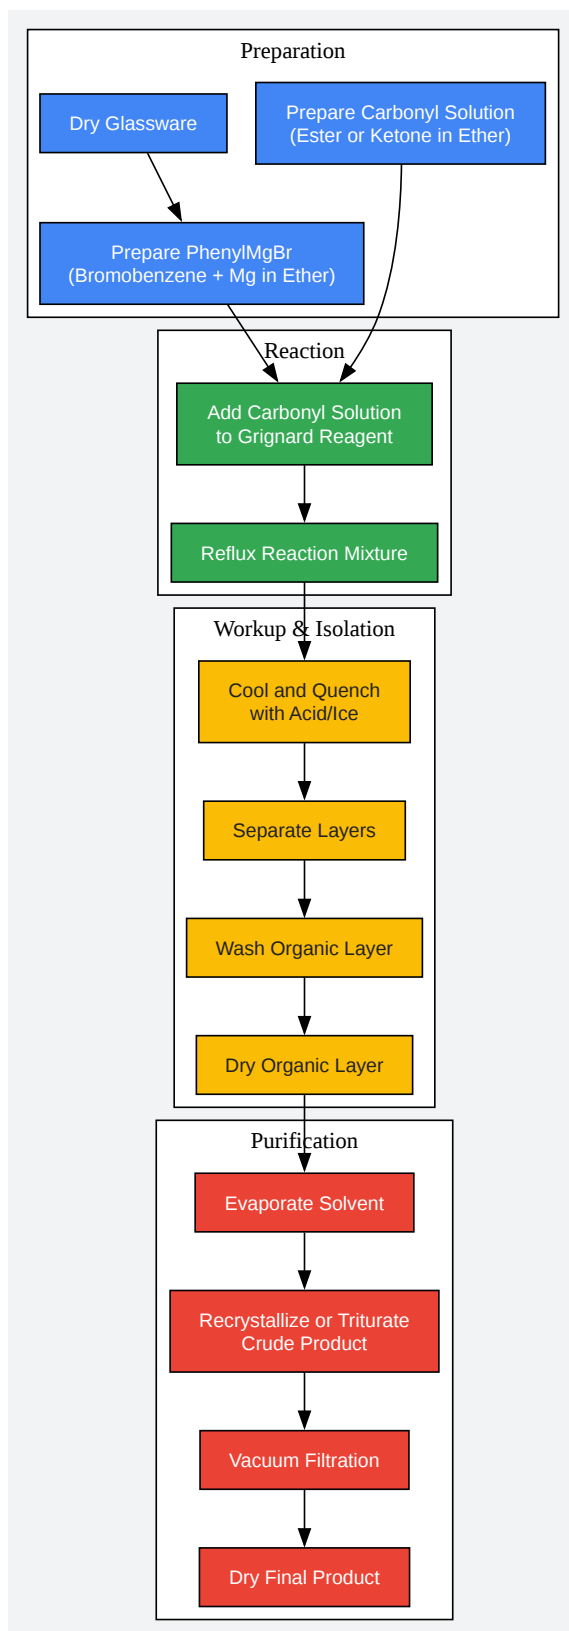 Preparation
Dry Glassware
Prepare Carbonyl Solution
(Ester or Ketone in Ether)
Prepare PhenylMgBr
(Bromobenzene + Mg in Ether)
Reaction
Add Carbonyl Solution
to Grignard Reagent
Reflux Reaction Mixture
Workup & Isolation
Cool and Quench
with Acid/Ice
Separate Layers
Wash Organic Layer
Dry Organic Layer
Purification
Evaporate Solvent
Recrystallize or Triturate
Crude Product
Vacuum Filtration
Dry Final Product